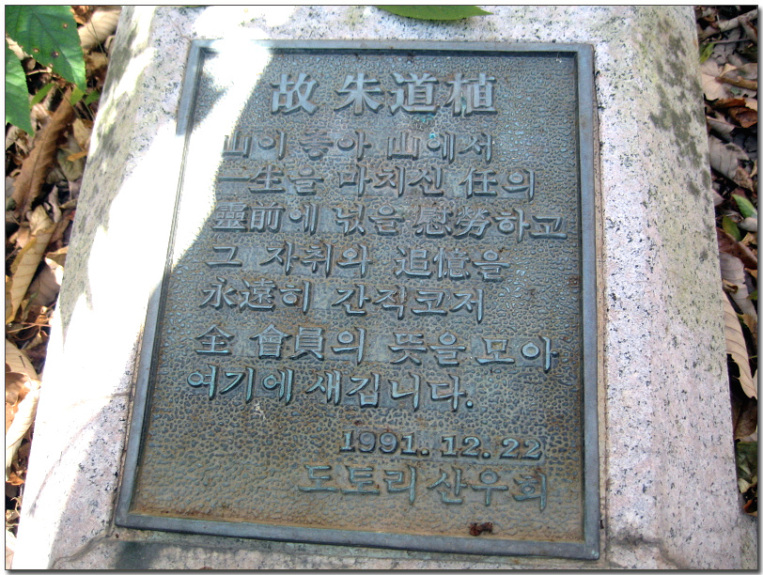 故 朱道植
山이 좋아 山에서
一生을 마치신 任의
靈前에 넋을 慰勞하고
그 자취와 追憶을
永遠히 간직코저
全 會員의 뜻을 모아
여기에 새깁니다.
1991. 12. 22
도토리 산우회